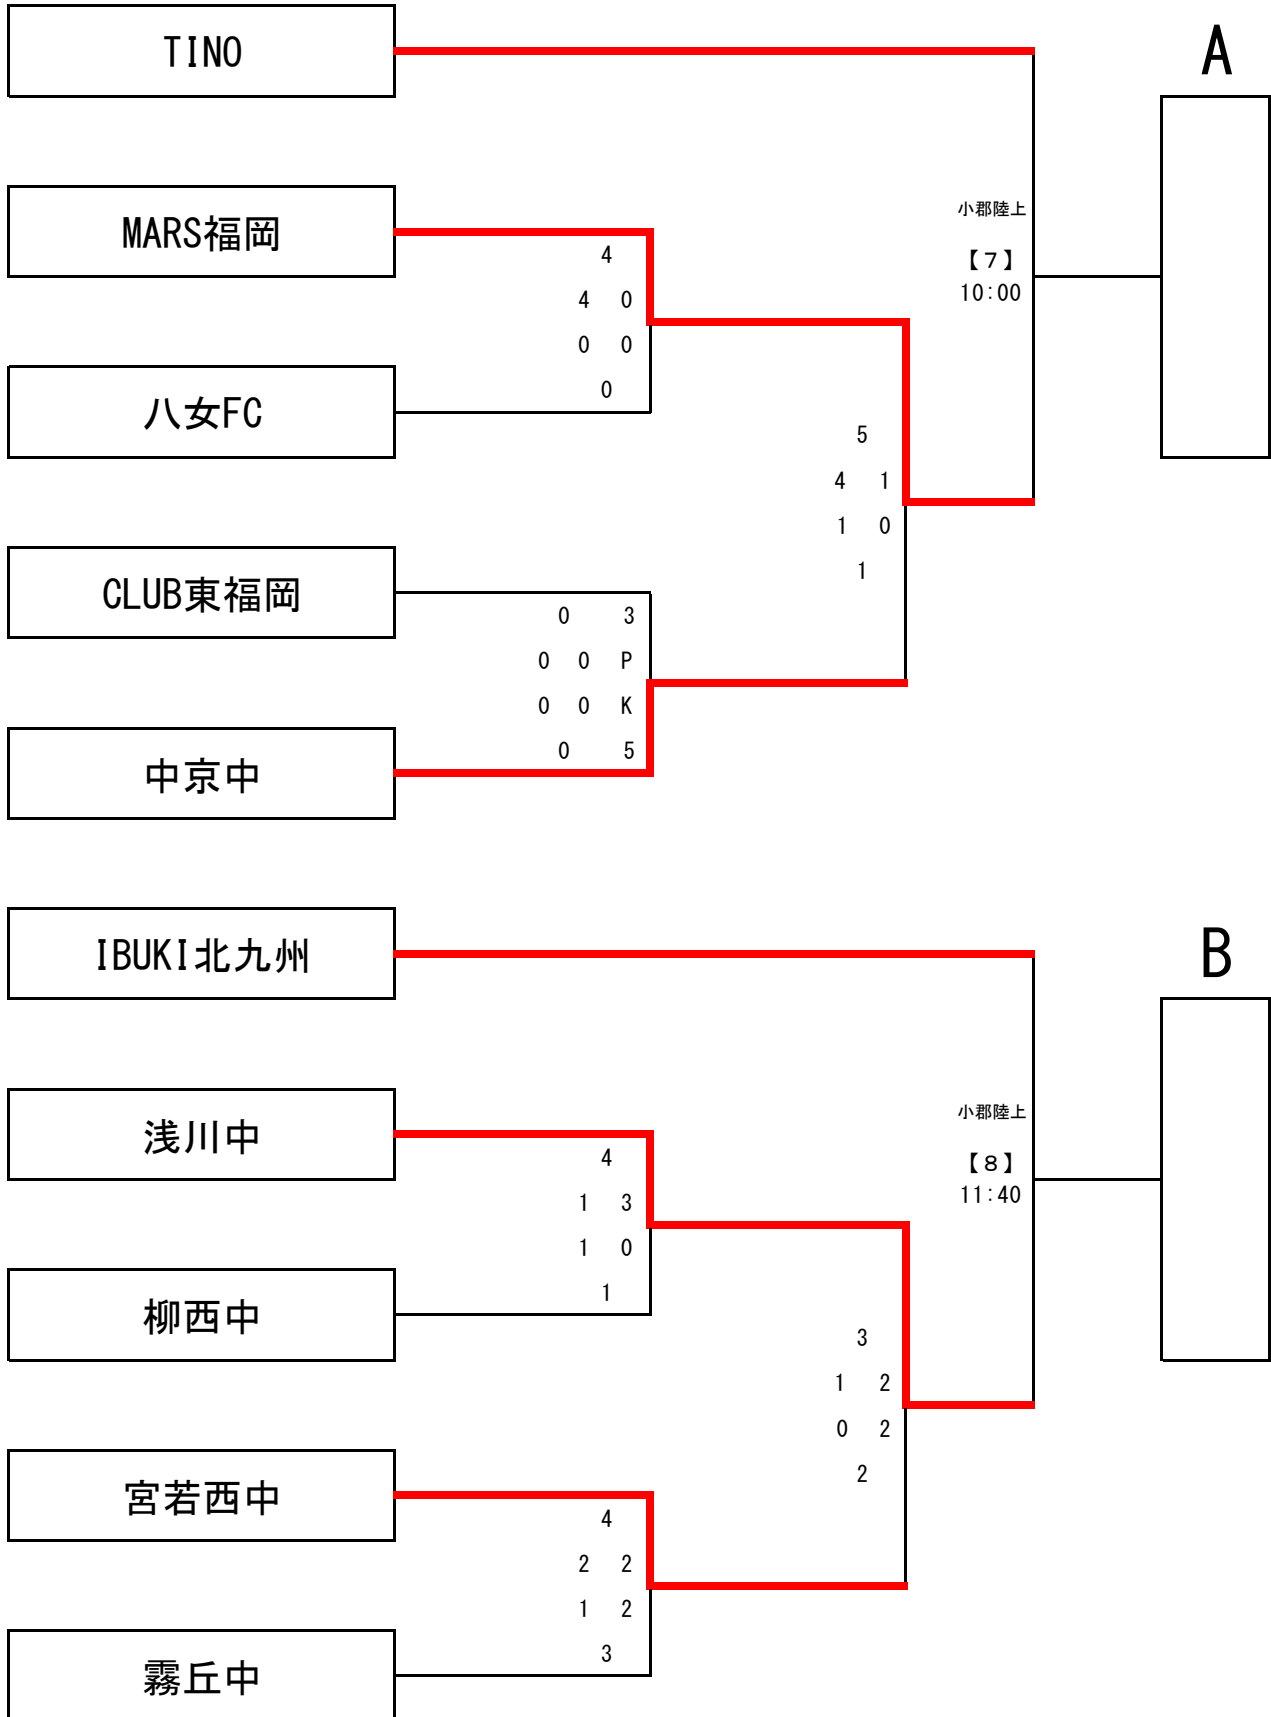 TINO
A
MARS福岡
小郡陸上
4
【7】
4 0
10:00
0 0
0
八女FC
5
4 1
1 0
1
CLUB東福岡
0 3
0 0 P
0 0 K
0 5
中京中
IBUKI北九州
B
浅川中
小郡陸上
4
【8】
1 3
11:40
1 0
1
柳西中
3
1 2
0 2
2
宮若西中
4
2 2
1 2
3
霧丘中